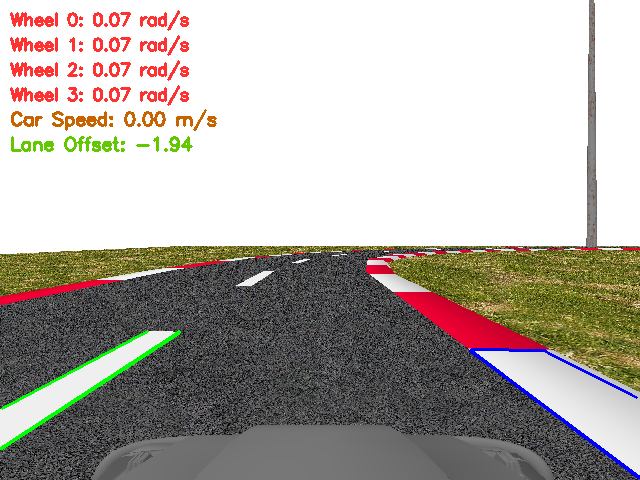 Wheel 0: 0.07 rad/s
Wheel 1: 0.07 rad/s
Wheel 2: 0.07 rad/s
Wheel 3: 0.07 rad/s
Car Speed: 0.00 m/s
Lane Offset: -1.94